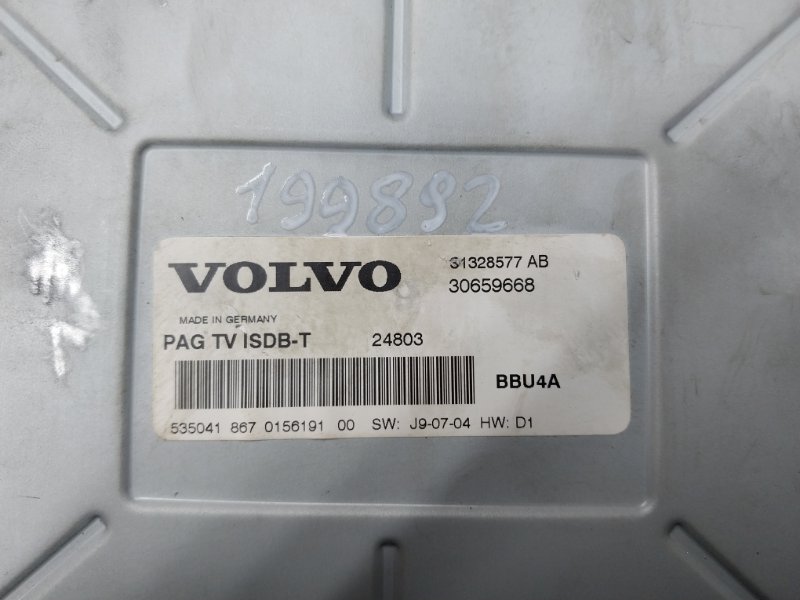 199892
VOLVO 31328577 AB
30659668
MADE IN GERMANY
PAG TV ISDB-T 24803
BBU4A
535041 867 0156191 00 SW: J9-07-04 HW: D1